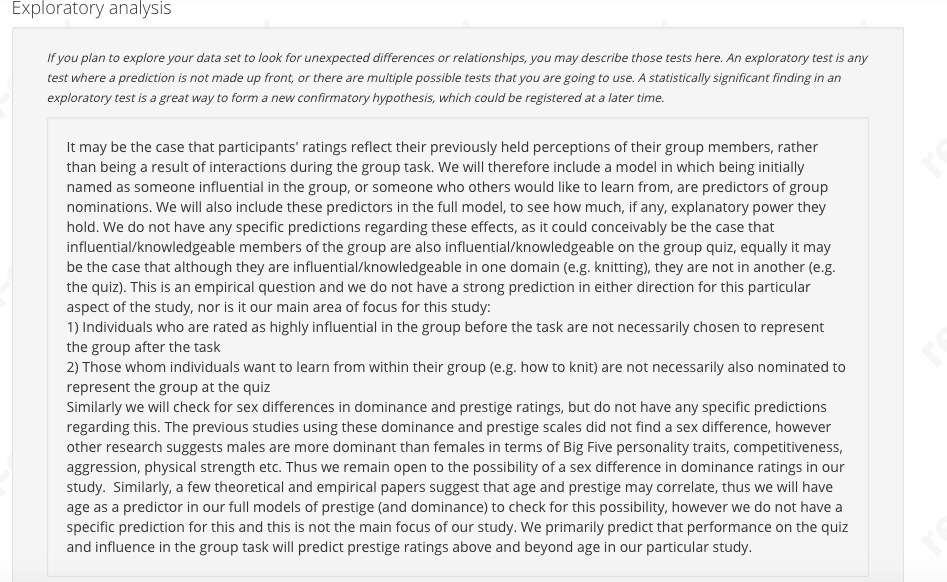 Exploratory analysis
If you plan to explore your data set to look for unexpected differences or relationships, you may describe those tests here. An exploratory test is any
test where a prediction is not made up front, or there are multiple possible tests that you are going to use. A statistically significant finding in an
exploratory test is a great way to form a new confirmatory hypothesis, which could be registered at a later time.
It may be the case that participants' ratings reflect their previously held perceptions of their group members, rather
than being a result of interactions during the group task. We will therefore include a model in which being initially
named as someone influential in the group, or someone who others would like to learn from, are predictors of group
nominations. We will also include these predictors in the full model, to see how much, if any, explanatory power they
hold. We do not have any specific predictions regarding these effects, as it could conceivably be the case that
influential/knowledgeable members of the group are also influential/knowledgeable on the group quiz, equally it may
be the case that although they are influential/knowledgeable in one domain (e.g. knitting), they are not in another (e.g.
the quiz). This is an empirical question and we do not have a strong prediction in either direction for this particular
aspect of the study, nor is it our main area of focus for this study:
1) Individuals who are rated as highly influential in the group before the task are not necessarily chosen to represent
the group after the task
2) Those whom individuals want to learn from within their group (e.g. how to knit) are not necessarily also nominated to
represent the group at the quiz
Similarly we will check for sex differences in dominance and prestige ratings, but do not have any specific predictions
regarding this. The previous studies using these dominance and prestige scales did not find a sex difference, however
other research suggests males are more dominant than females in terms of Big Five personality traits, competitiveness,
aggression, physical strength etc. Thus we remain open to the possibility of a sex difference in dominance ratings in our
study.  Similarly, a few theoretical and empirical papers suggest that age and prestige may correlate, thus we will have
age as a predictor in our full models of prestige (and dominance) to check for this possibility, however we do not have a
specific prediction for this and this is not the main focus of our study. We primarily predict that performance on the quiz
and influence in the group task will predict prestige ratings above and beyond age in our particular study.